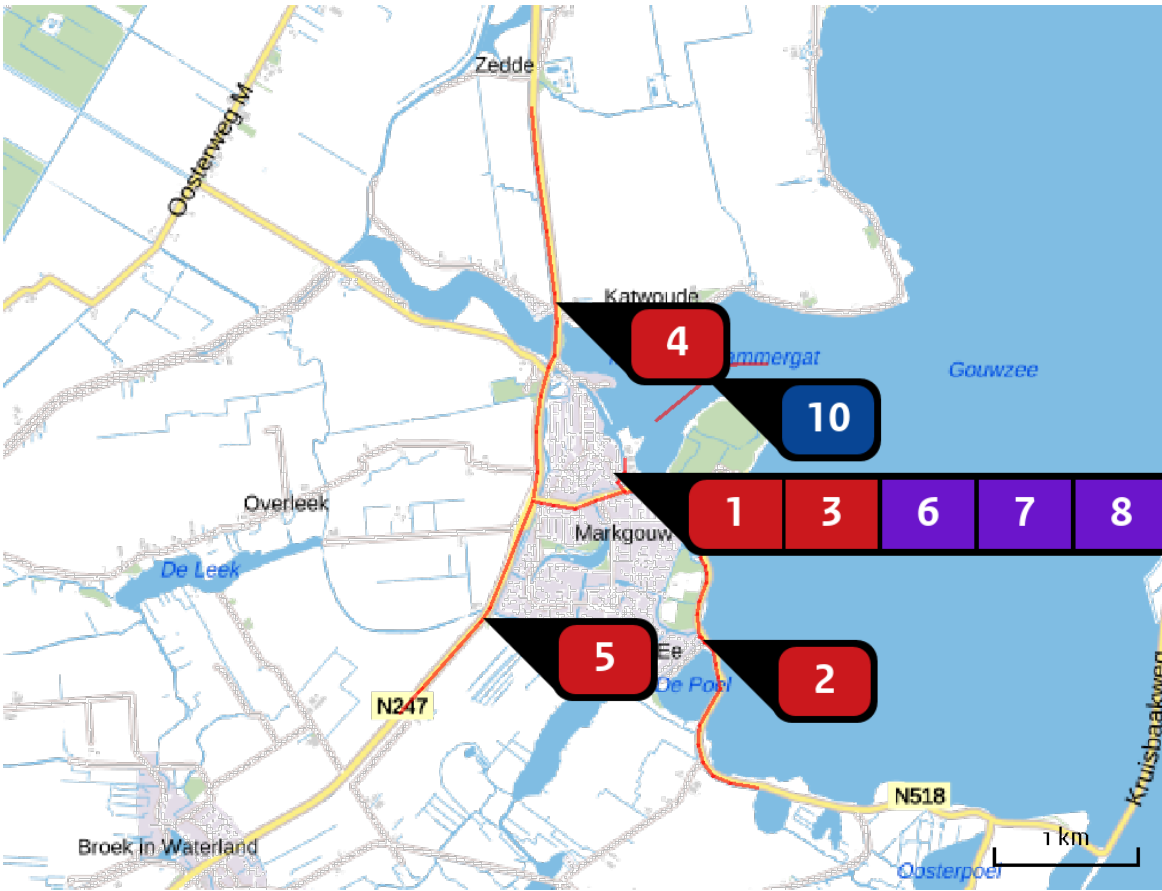 Zedde
Oosterweg M
Katwoude
4
ammergat
Gouwzee
10
Overleek
1 3 6 7 8
Markgouw
De Leek
5
Ee
2
De Poel
N247
Kruisbaakweg
N518
Broek in Waterland
1 km
Oosterpoel